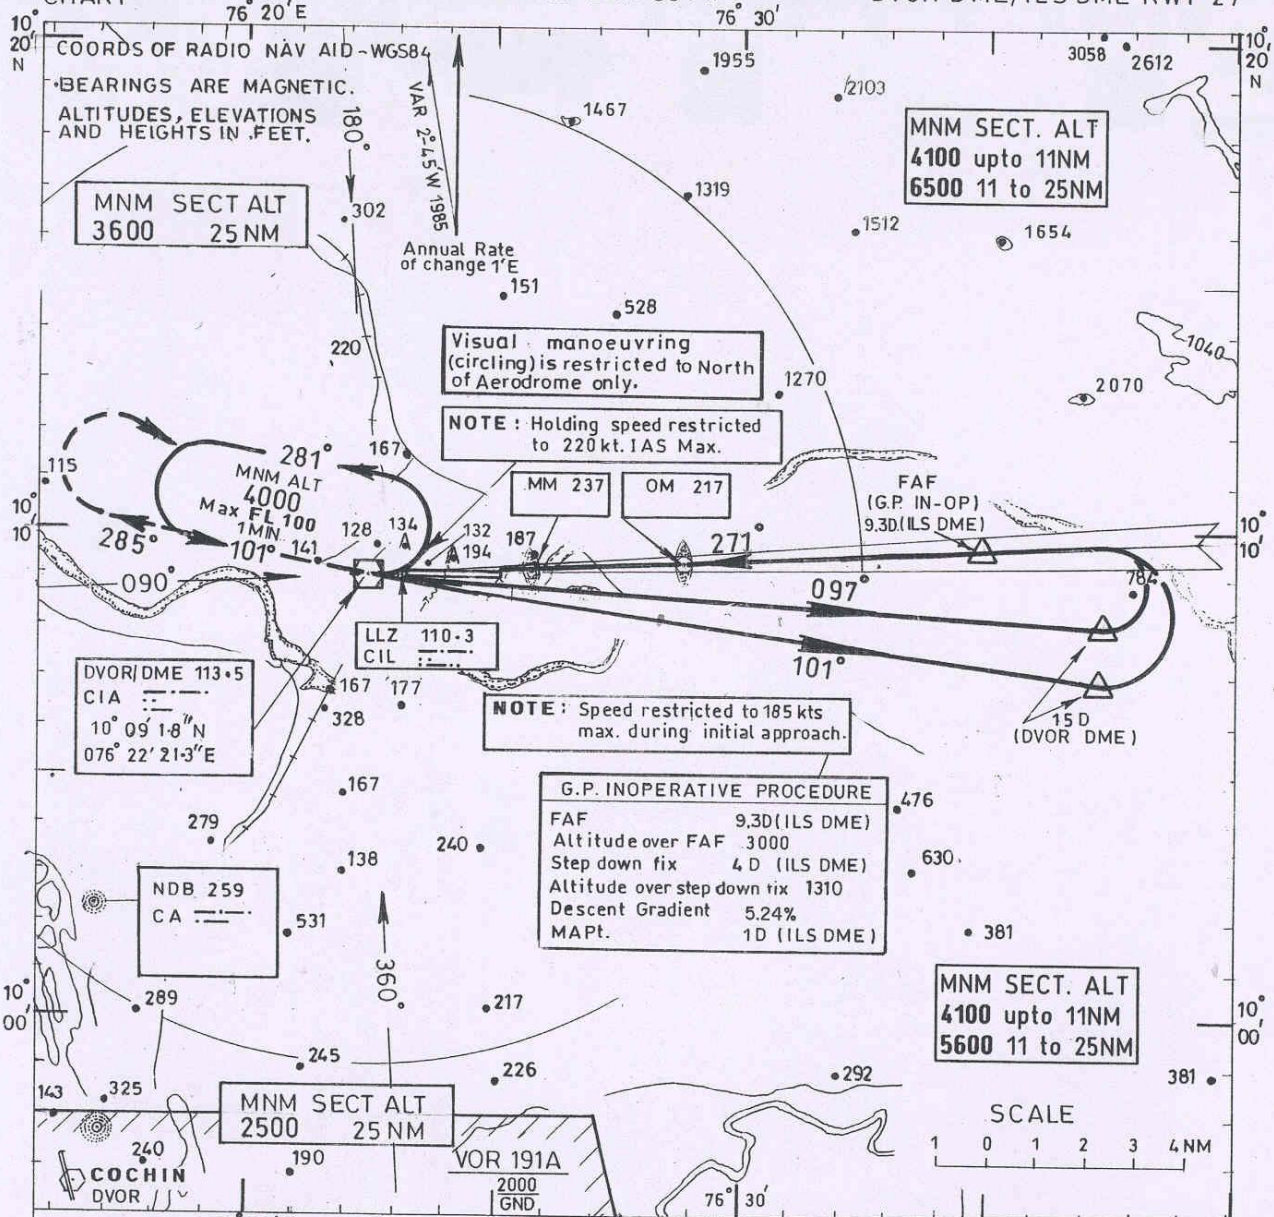 CHART
DVOR DME/ILS DME RWY 27
10°
20'
N
76° 20'E
76° 30'
10°
20
N
COORDS OF RADIO NAV AID - WGS84
BEARINGS ARE MAGNETIC.
ALTITUDES, ELEVATIONS
AND HEIGHTS IN FEET.
180°
VAR 2°-45'W 1985
Annual Rate
of change 1'E
3058
2612
1955
2103
1467
MNM SECT. ALT
4100 upto 11NM
6500 11 to 25NM
MNM SECT ALT
3600 25 NM
302
1319
1512
1654
151
528
220
1040
Visual manoeuvring
(circling) is restricted to North
of Aerodrome only.
1270
2070
NOTE : Holding speed restricted
to 220 kt. IAS Max.
167
115
281°
MNM ALT
4000
Max FL 100
1 MIN
MM 237
OM 217
FAF
(G.P. IN-OP)
9.3D.(ILS DME)
10°
10'
10°
10'
285°
101°
141
128
134
132
194
187
271°
090°
097°
784
101°
LLZ 110·3
CIL
DVOR/DME 113·5
CIA
10° 09' 1·8"N
076° 22' 21·3"E
167
177
328
15 D
(DVOR DME)
NOTE: Speed restricted to 185 kts
max. during initial approach.
G.P. INOPERATIVE PROCEDURE
FAF 9.3D (ILS DME)
Altitude over FAF 3000
Step down fix 4 D (ILS DME)
Altitude over step down fix 1310
Descent Gradient 5.24%
MAPt. 1D (ILS DME)
167
476
279
240
138
630
NDB 259
CA
531
381
360°
MNM SECT. ALT
4100 upto 11NM
5600 11 to 25NM
10°
00'
10°
00'
289
217
245
226
292
381
143
325
MNM SECT ALT
2500 25 NM
SCALE
1 0 1 2 3 4 NM
240
190
COCHIN
DVOR
VOR 191A
2000
GND
76° 30'